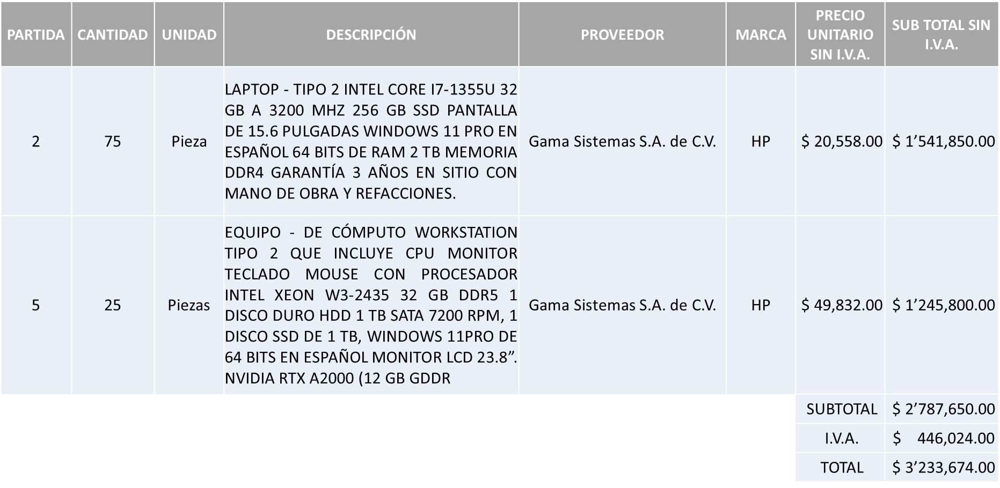 PARTIDA CANTIDAD UNIDAD DESCRIPCIÓN PROVEEDOR MARCA PRECIO UNITARIO SIN I.V.A. SUB TOTAL SIN I.V.A.
2 75 Pieza
LAPTOP - TIPO 2 INTEL CORE I7-1355U 32
GB A 3200 MHZ 256 GB SSD PANTALLA
DE 15.6 PULGADAS WINDOWS 11 PRO EN
ESPAÑOL 64 BITS DE RAM 2 TB MEMORIA
DDR4 GARANTÍA 3 AÑOS EN SITIO CON
MANO DE OBRA Y REFACCIONES.
Gama Sistemas S.A. de C.V. HP $ 20,558.00 $ 1’541,850.00
5 25 Piezas
EQUIPO - DE CÓMPUTO WORKSTATION
TIPO 2 QUE INCLUYE CPU MONITOR
TECLADO MOUSE CON PROCESADOR
INTEL XEON W3-2435 32 GB DDR5 1
DISCO DURO HDD 1 TB SATA 7200 RPM, 1
DISCO SSD DE 1 TB, WINDOWS 11PRO DE
64 BITS EN ESPAÑOL MONITOR LCD 23.8”.
NVIDIA RTX A2000 (12 GB GDDR
Gama Sistemas S.A. de C.V. HP $ 49,832.00 $ 1’245,800.00
SUBTOTAL $ 2’787,650.00
I.V.A. $ 446,024.00
TOTAL $ 3’233,674.00